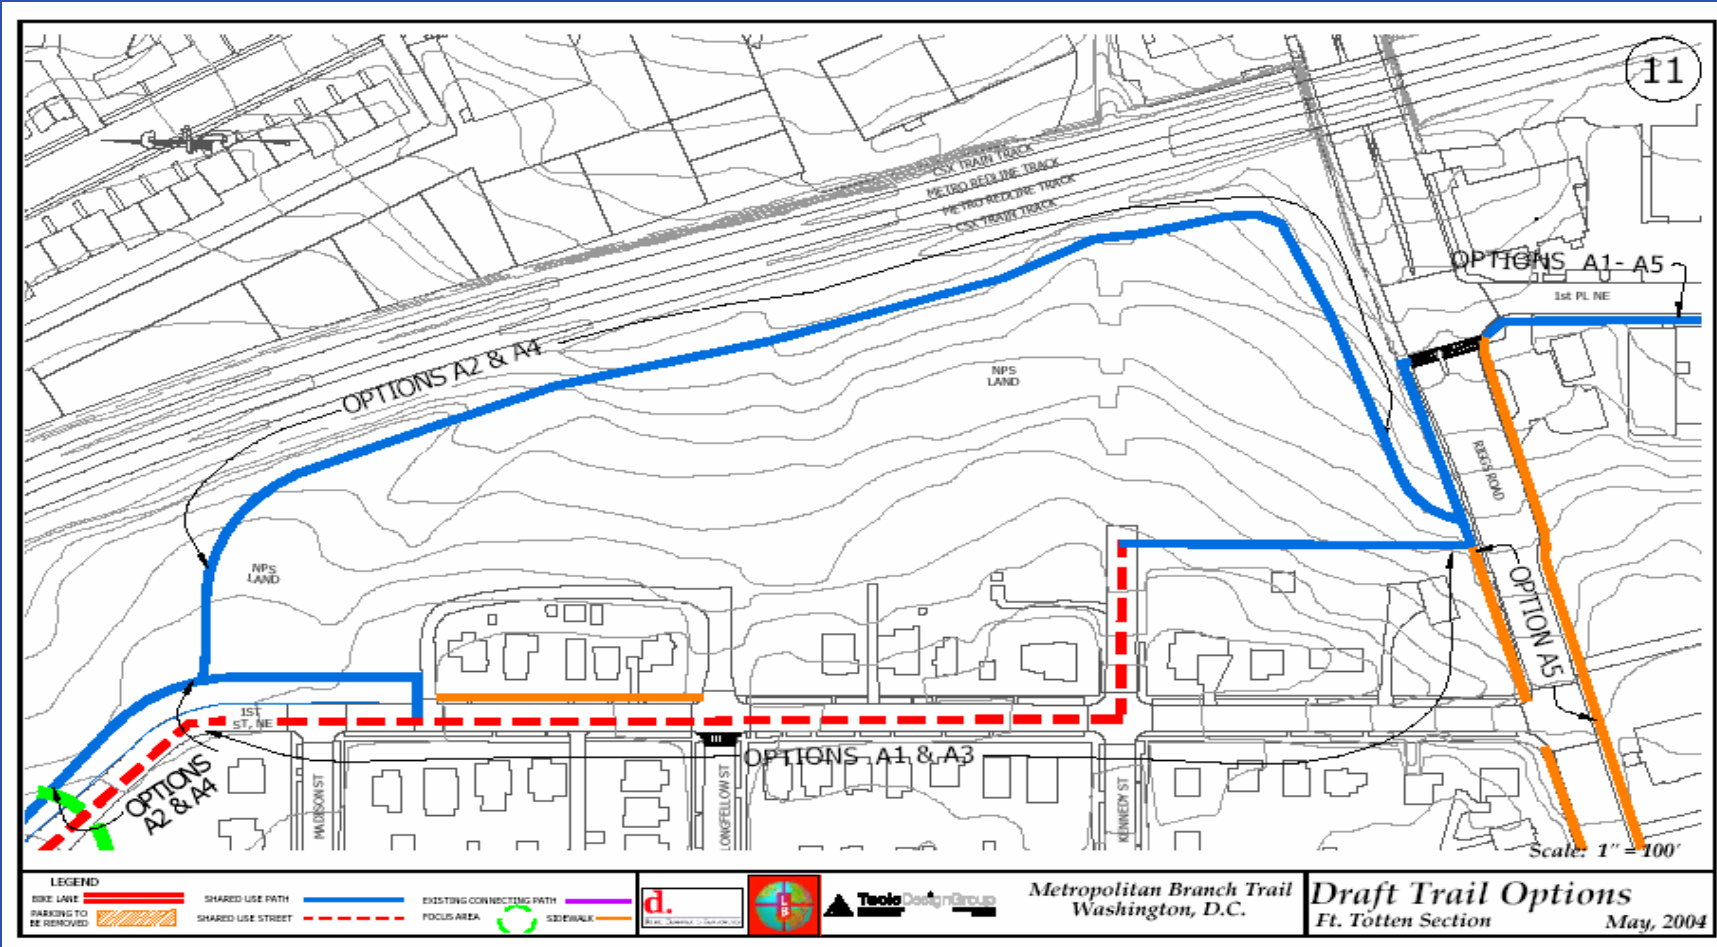 11
CSX TRAIN TRACK
METRO REDLINE TRACK
METRO REDLINE TRACK
CSX TRAIN TRACK
OPTIONS A1- A5
1st PL NE
OPTIONS A2 & A4
NPS
LAND
RIGGS ROAD
NPS
LAND
OPTION A5
1ST
ST, NE
OPTIONS A1 & A3
OPTIONS
A2 & A4
MADISON ST
LONGFELLOW ST
KENNEDY ST
Scale: 1" = 100'
LEGEND
BIKE LANE
SHARED USE PATH
EXISTING CONNECTING PATH
PARKING TO
BE REMOVED
SHARED USE STREET
FOCUS AREA
SIDEWALK
d.
Toole Design Group
Metropolitan Branch Trail
Washington, D.C.
Draft Trail Options
Ft. Totten Section
May, 2004